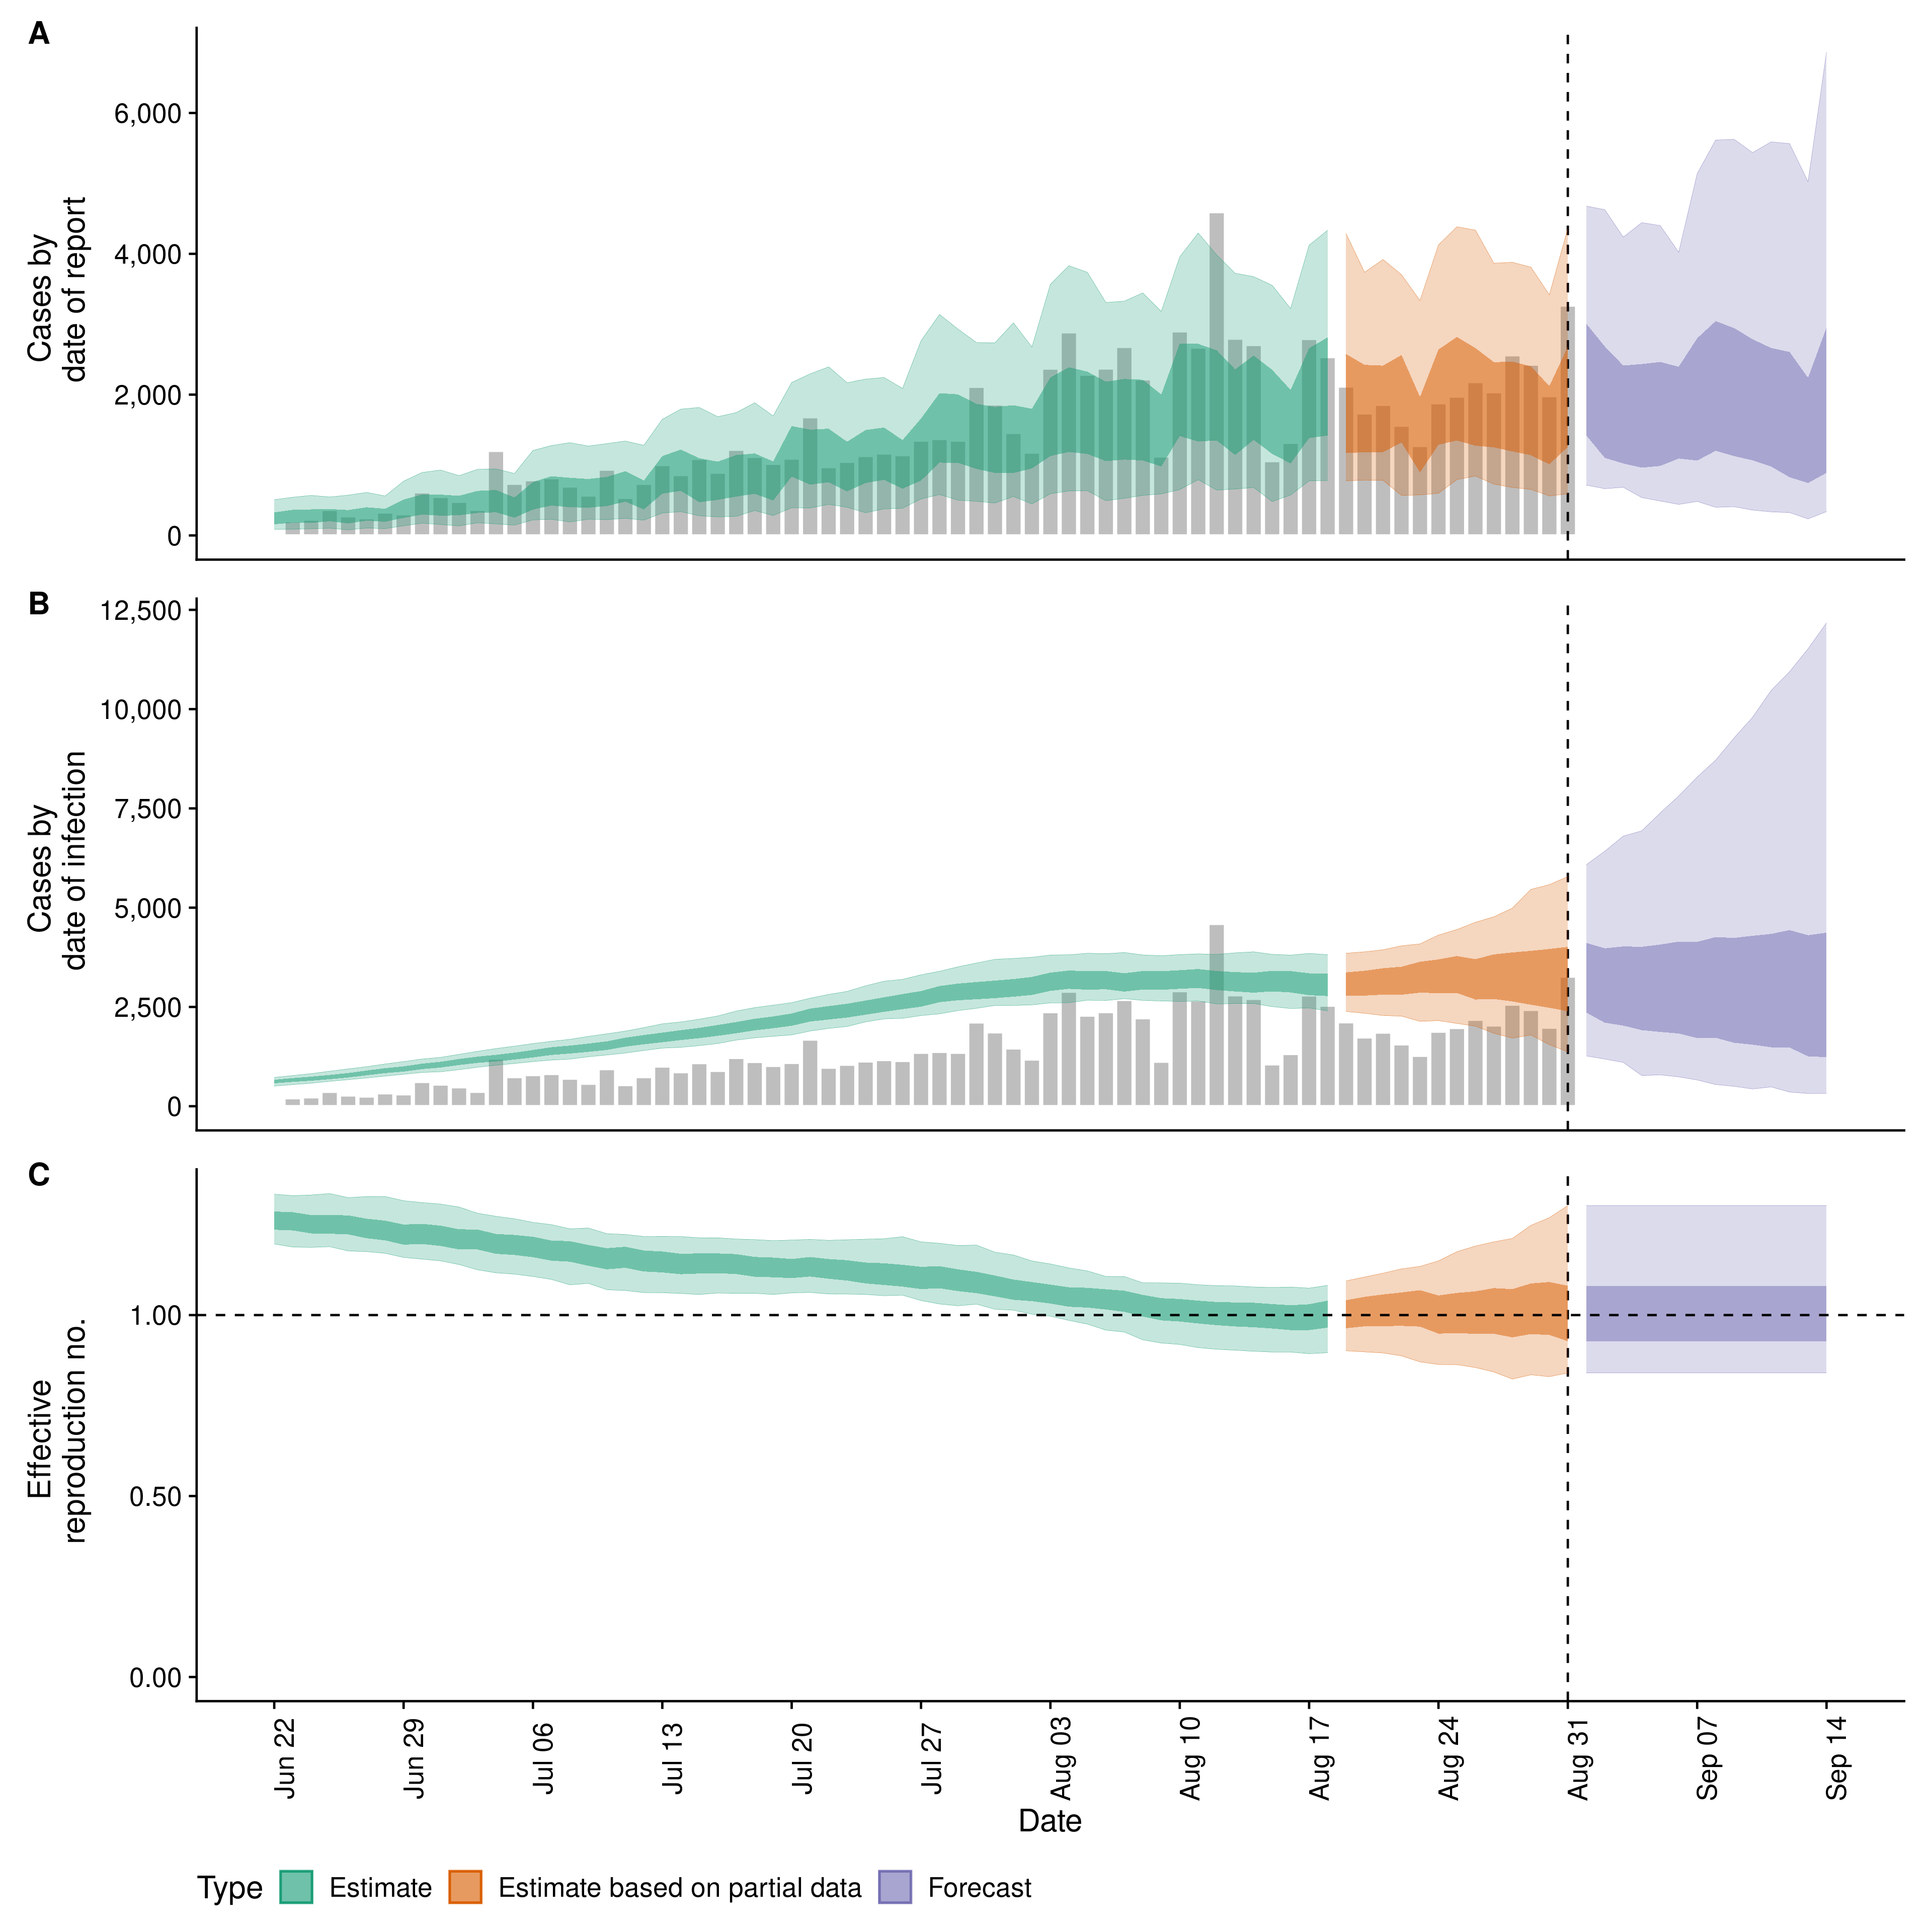 A
Cases by
date of report
6,000
4,000
2,000
0
B
Cases by
date of infection
12,500
10,000
7,500
5,000
2,500
0
C
Effective
reproduction no.
1.00
0.50
0.00
Jun 22
Jun 29
Jul 06
Jul 13
Jul 20
Jul 27
Aug 03
Aug 10
Aug 17
Aug 24
Aug 31
Sep 07
Sep 14
Date
Type Estimate Estimate based on partial data Forecast